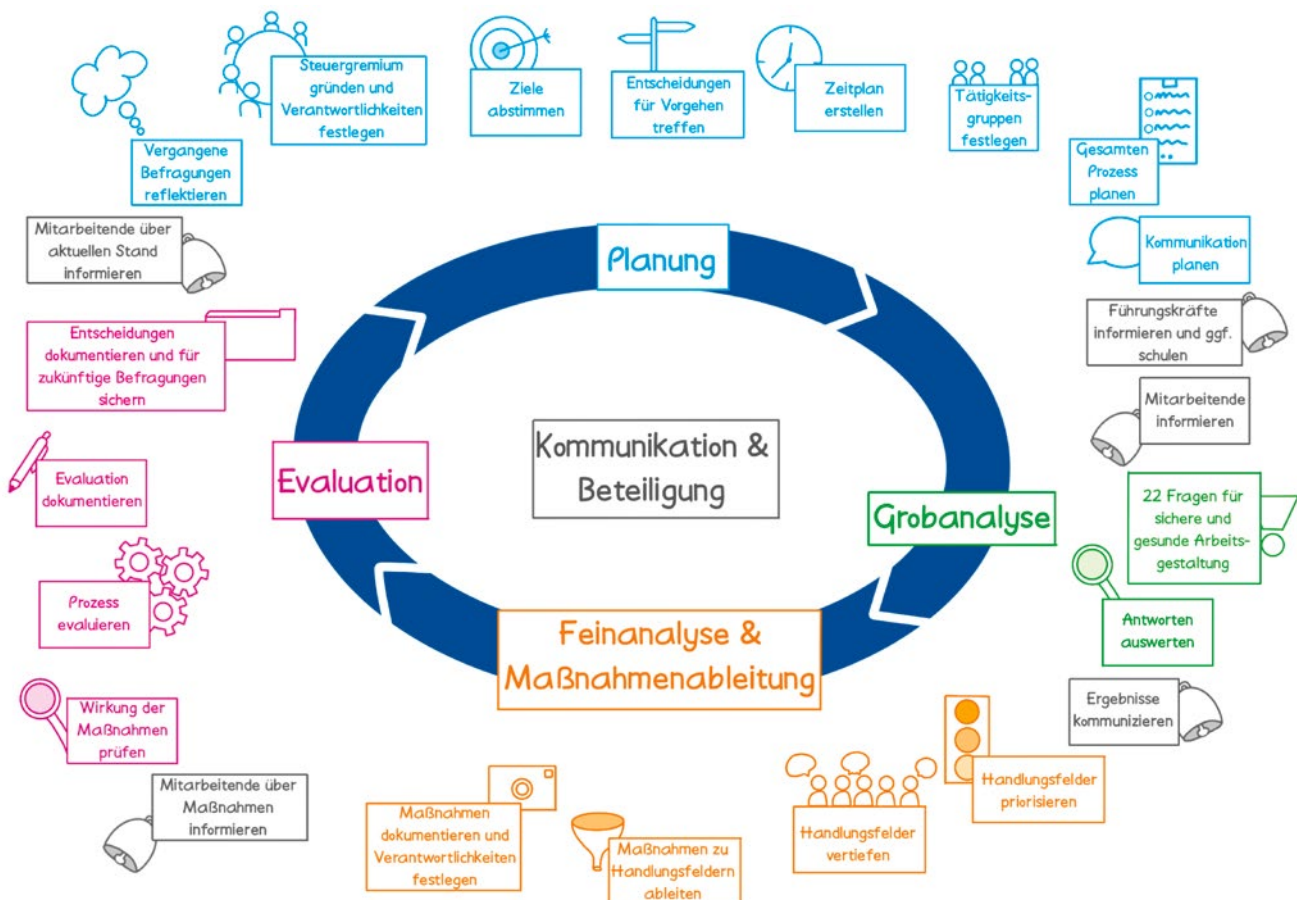 Vergangene
Befragungen
reflektieren
Steuergremium
gründen und
Verantwortlichkeiten
festlegen
Ziele
abstimmen
Entscheidungen
für Vorgehen
treffen
Zeitplan
erstellen
Tätigkeits-
gruppen
festlegen
Gesamten
Prozess
planen
Kommunikation
planen
Führungskräfte
informieren und ggf.
schulen
Mitarbeitende
informieren
22 Fragen für
sichere und
gesunde Arbeits-
gestaltung
Antworten
auswerten
Ergebnisse
kommunizieren
Handlungsfelder
priorisieren
Handlungsfelder
vertiefen
Maßnahmen zu
Handlungsfeldern
ableiten
Maßnahmen
dokumentieren und
Verantwortlichkeiten
festlegen
Mitarbeitende über
Maßnahmen
informieren
Wirkung der
Maßnahmen
prüfen
Prozess
evaluieren
Evaluation
dokumentieren
Entscheidungen
dokumentieren und für
zukünftige Befragungen
sichern
Mitarbeitende über
aktuellen Stand
informieren
Planung
Grobanalyse
Feinanalyse &
Maßnahmenableitung
Evaluation
Kommunikation &
Beteiligung